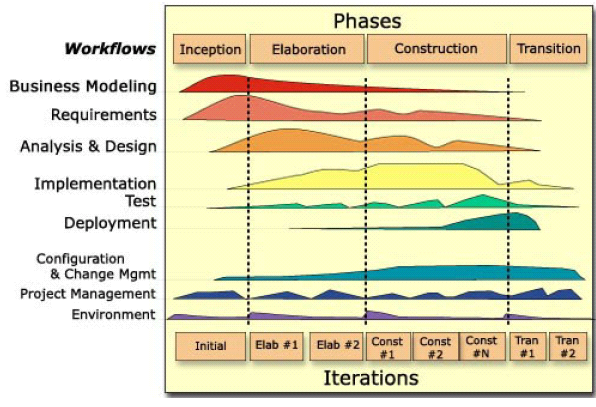 Phases
Workflows
Inception
Elaboration
Construction
Transition
Business Modeling
Requirements
Analysis & Design
Implementation
Test
Deployment
Configuration
& Change Mgmt
Project Management
Environment
Initial
Elab #1
Elab #2
Const
#1
Const
#2
Const
#N
Tran
#1
Tran
#2
Iterations